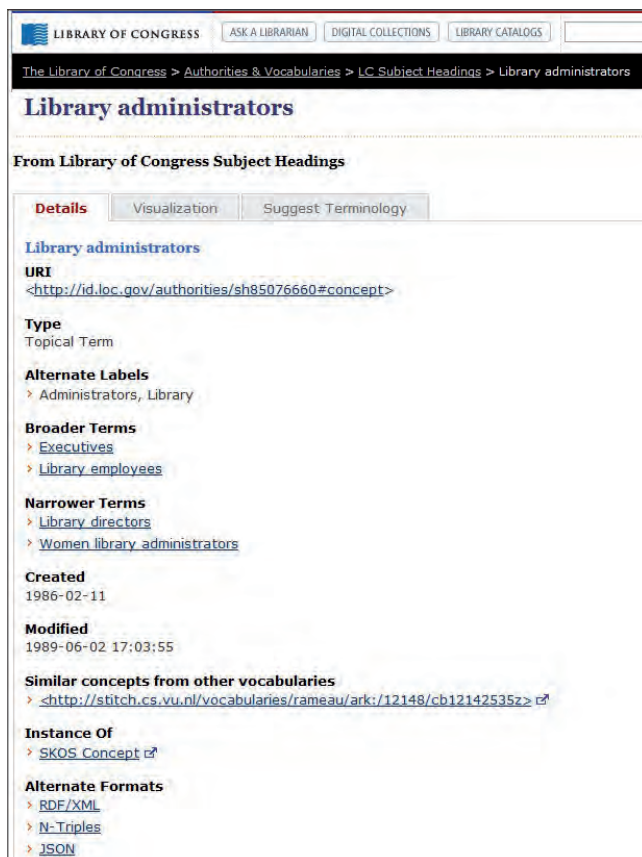 LIBRARY OF CONGRESS ASK A LIBRARIAN DIGITAL COLLECTIONS LIBRARY CATALOGS
The Library of Congress > Authorities & Vocabularies > LC Subject Headings > Library administrators
Library administrators
From Library of Congress Subject Headings
Details Visualization Suggest Terminology
Library administrators
URI
<http://id.loc.gov/authorities/sh85076660#concept>
Type
Topical Term
Alternate Labels
› Administrators, Library
Broader Terms
› Executives
› Library employees
Narrower Terms
› Library directors
› Women library administrators
Created
1986-02-11
Modified
1989-06-02 17:03:55
Similar concepts from other vocabularies
› <http://stitch.cs.vu.nl/vocabularies/rameau/ark:/12148/cb12142535z>
Instance Of
› SKOS Concept
Alternate Formats
› RDF/XML
› N-Triples
› JSON